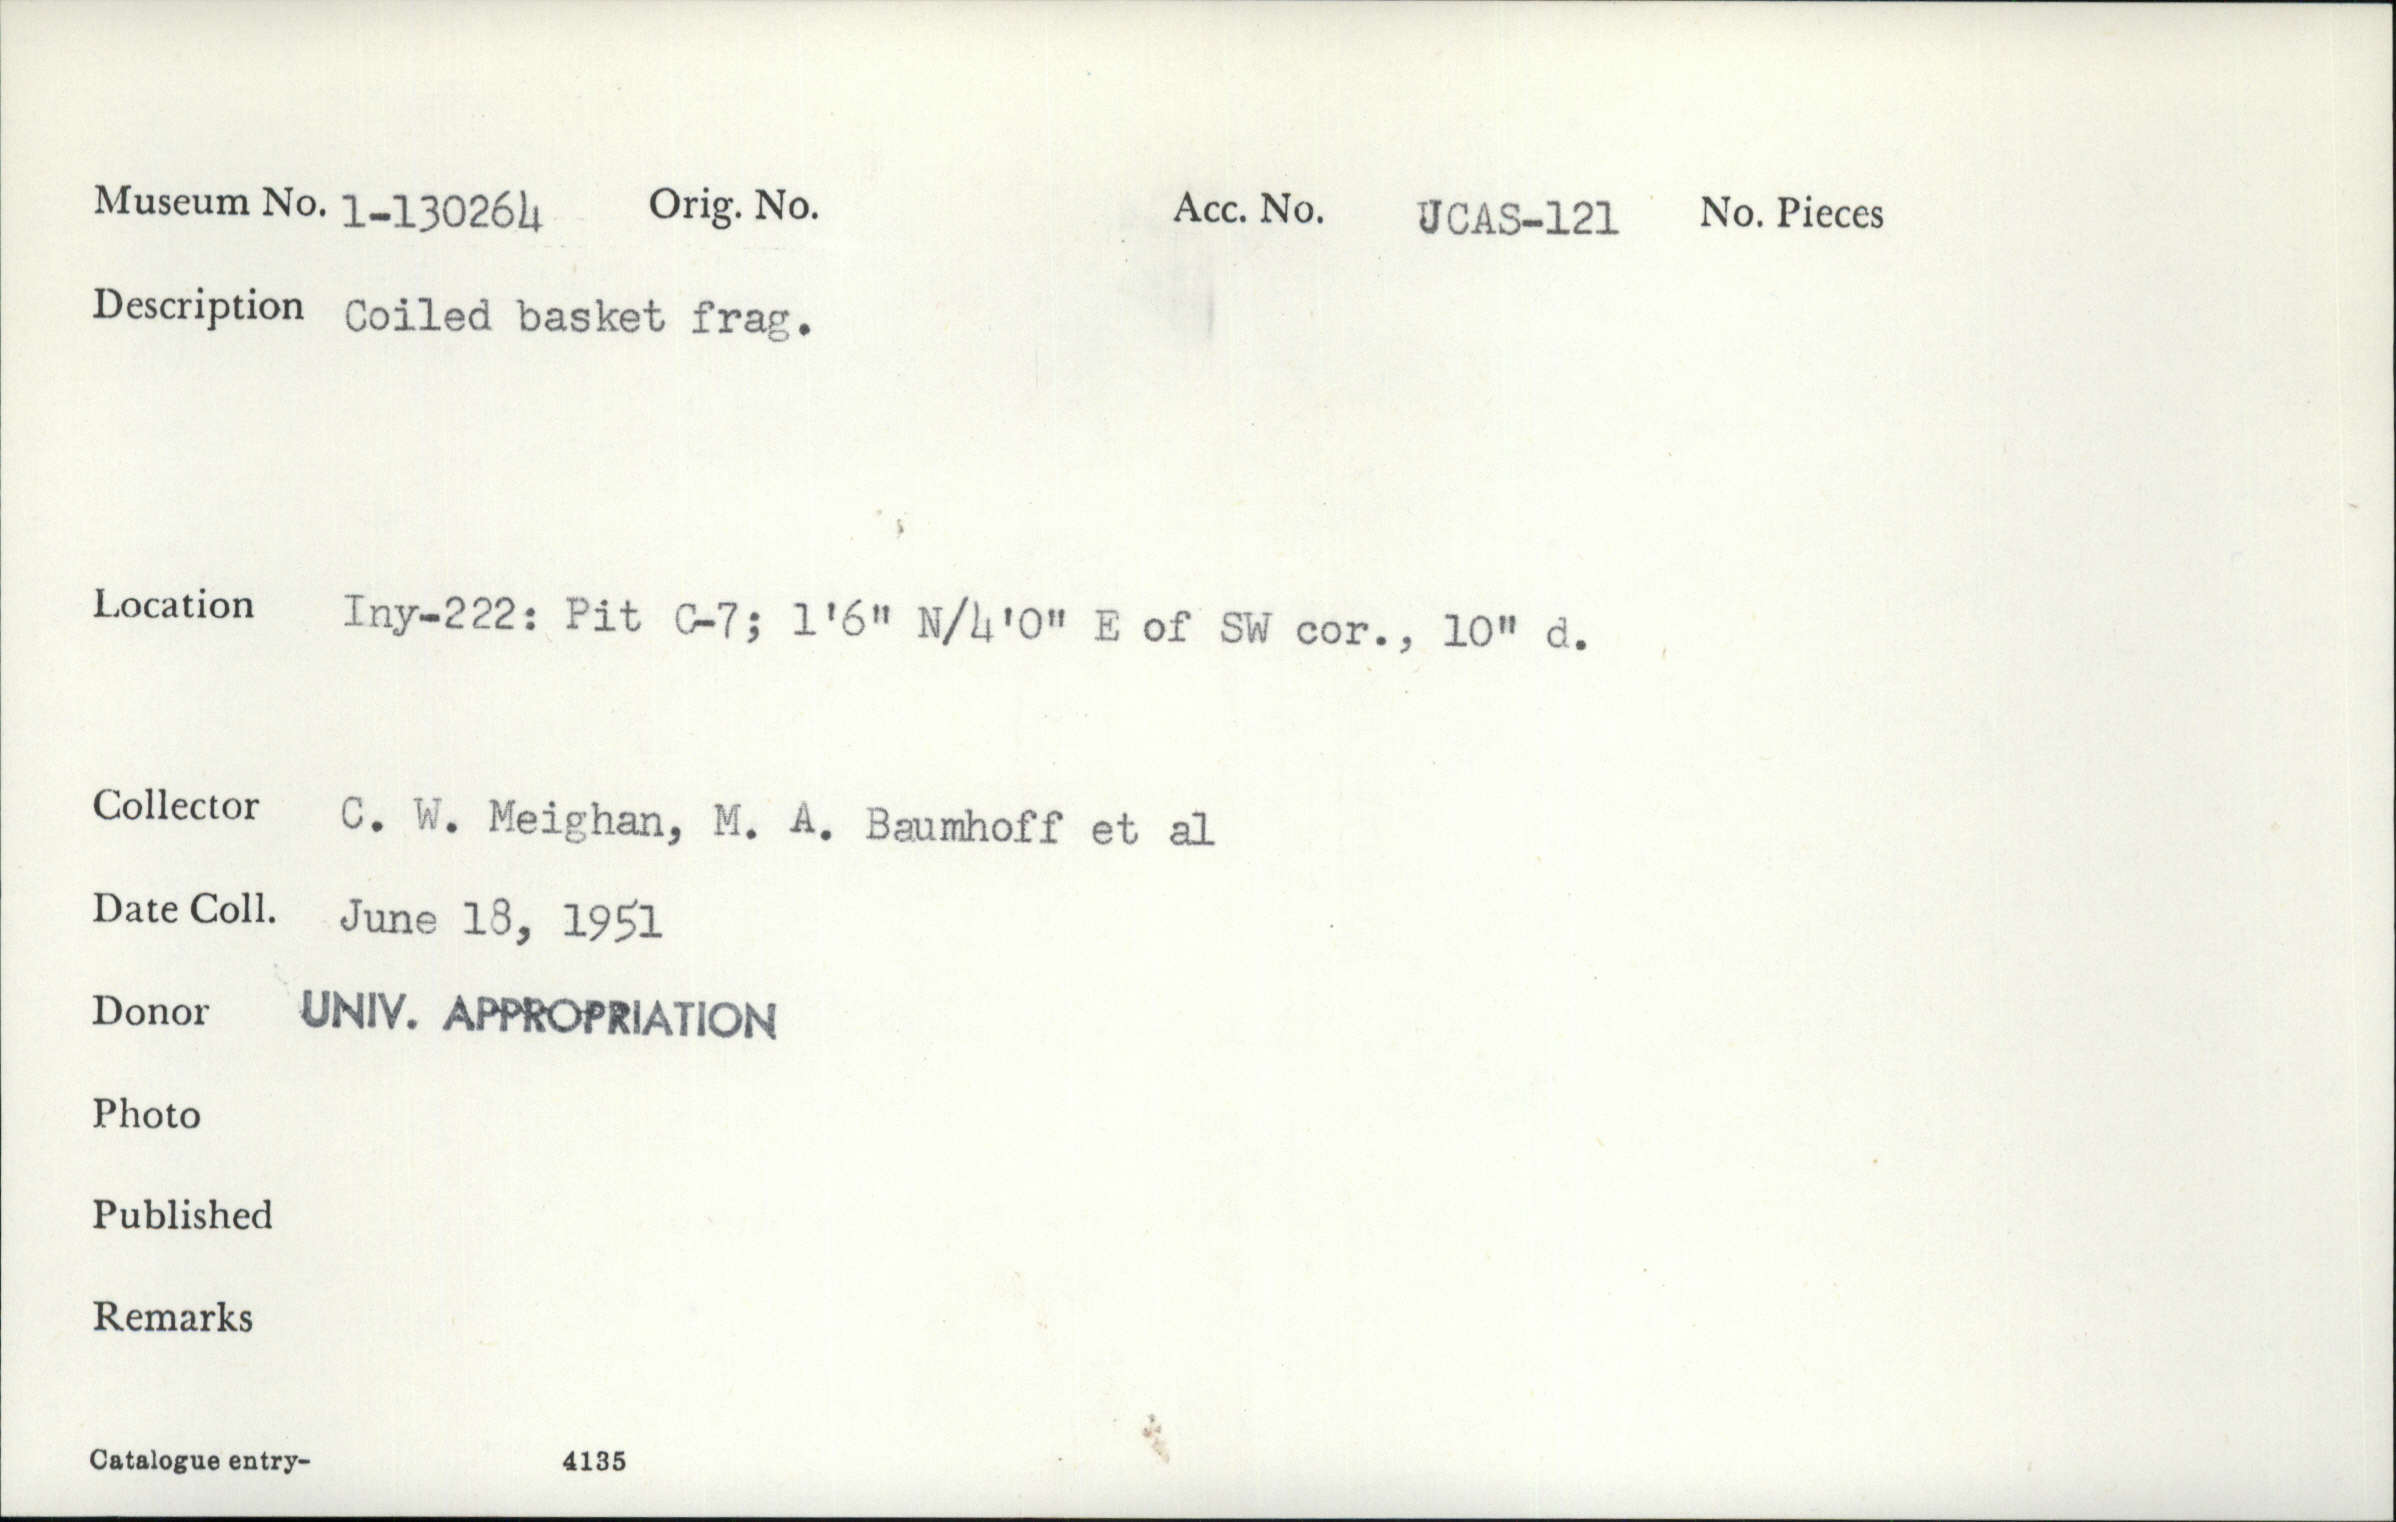 Museum No. 1-130264 Orig. No. Acc. No. UCAS-121 No. Pieces
Description Coiled basket frag.
Location Iny-222: Pit C-7; 1'6" N/4'0" E of SW cor., 10" d.
Collector C. W. Meighan, M. A. Baumhoff et al
Date Coll. June 18, 1951
Donor UNIV. APPROPRIATION
Photo
Published
Remarks
Catalogue entry- 4135